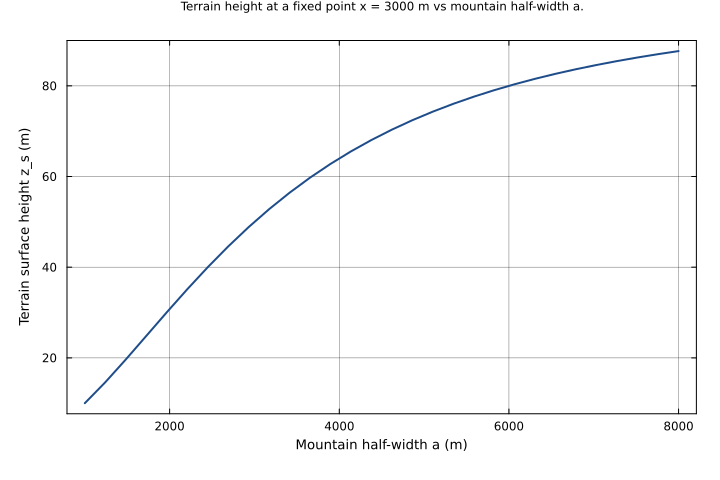 Terrain height at a fixed point x = 3000 m vs mountain half-width a.
Terrain surface height z_s (m)
80
60
40
20
2000 4000 6000 8000
Mountain half-width a (m)